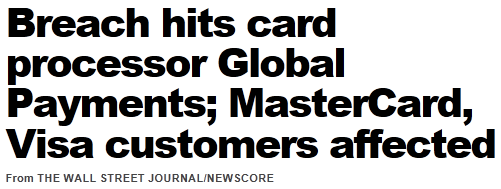 Breach hits card
processor Global
Payments; MasterCard,
Visa customers affected
From THE WALL STREET JOURNAL/NEWSCORE